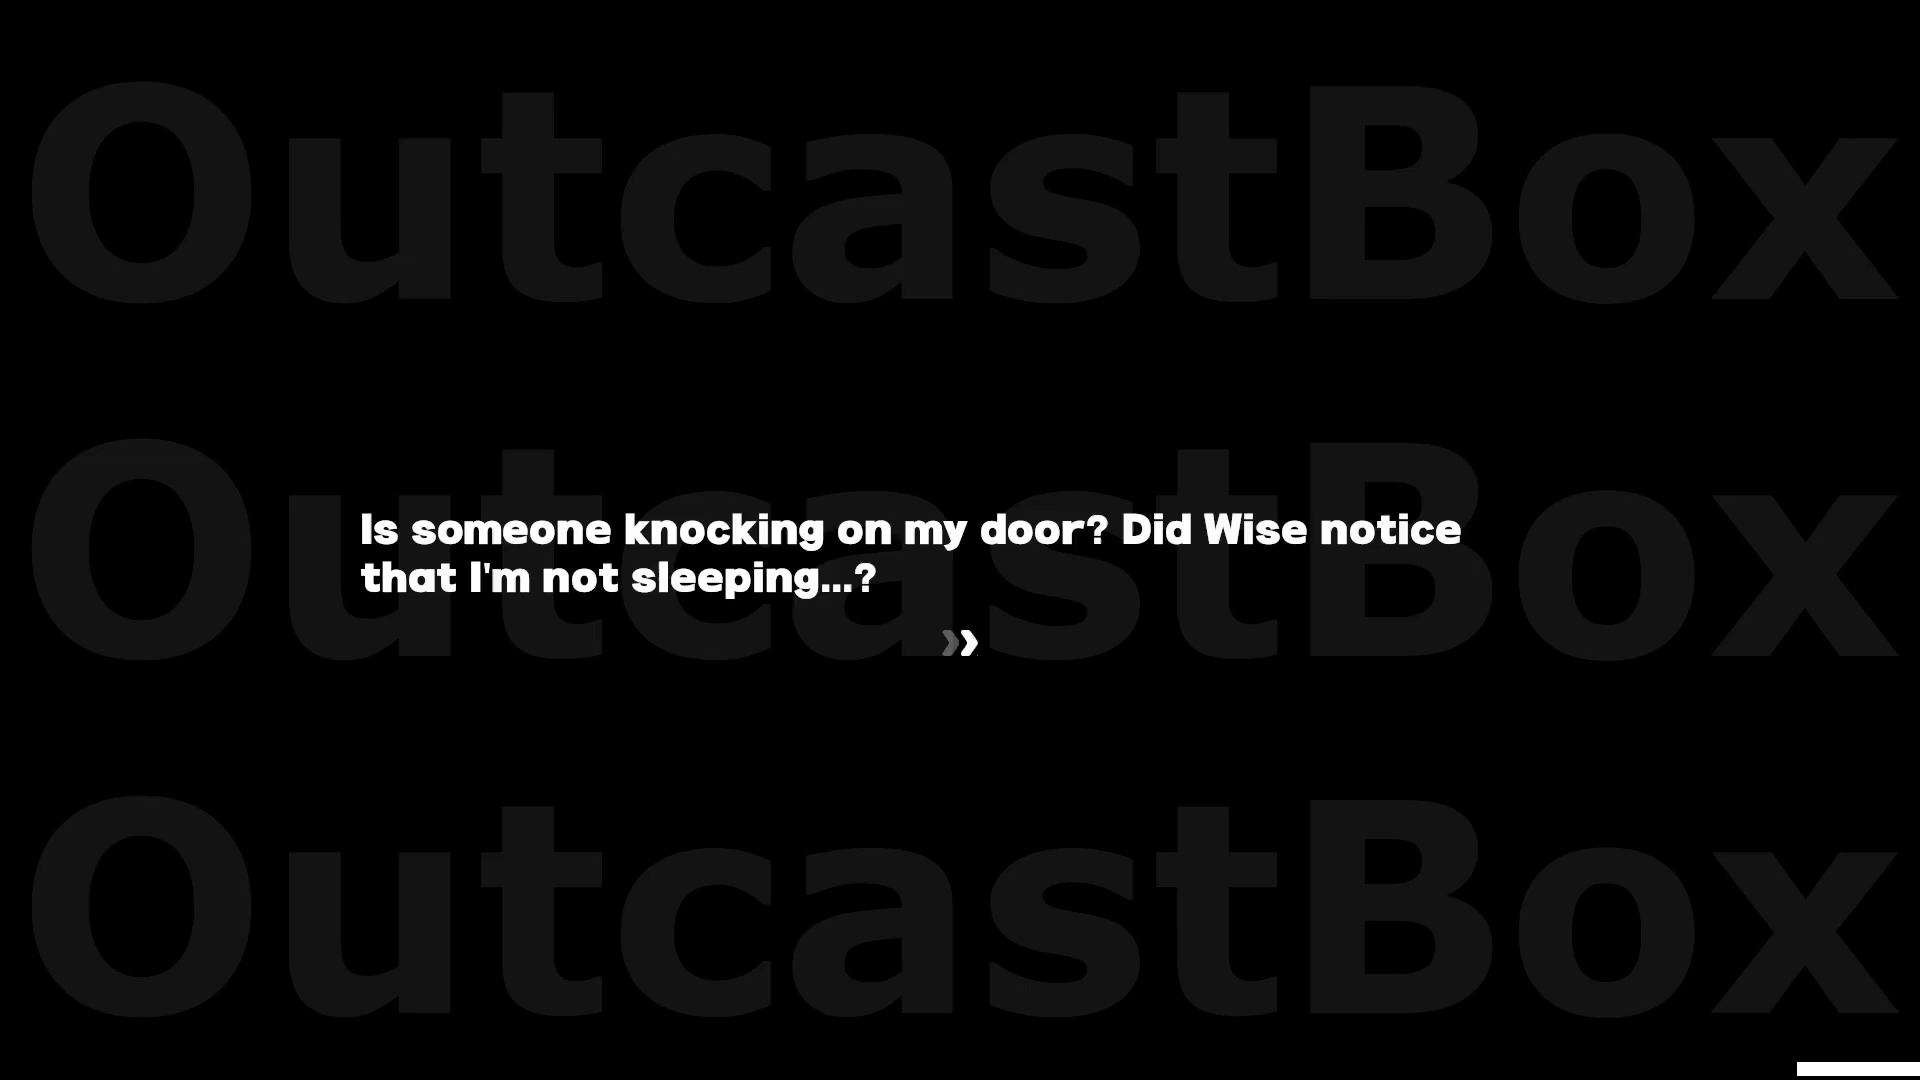 OutcastBox
OutcastBox
Is someone knocking on my door? Did Wise notice
that I'm not sleeping...?
OutcastBox